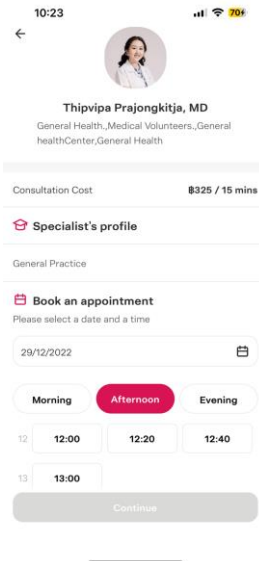 10:23
70
Thipvipa Prajongkitja, MD
General Health.,Medical Volunteers.,General
healthCenter,General Health
Consultation Cost
฿325 / 15 mins
Specialist's profile
General Practice
Book an appointment
Please select a date and a time
29/12/2022
Morning
Afternoon
Evening
12
12:00
12:20
12:40
13
13:00
Continue